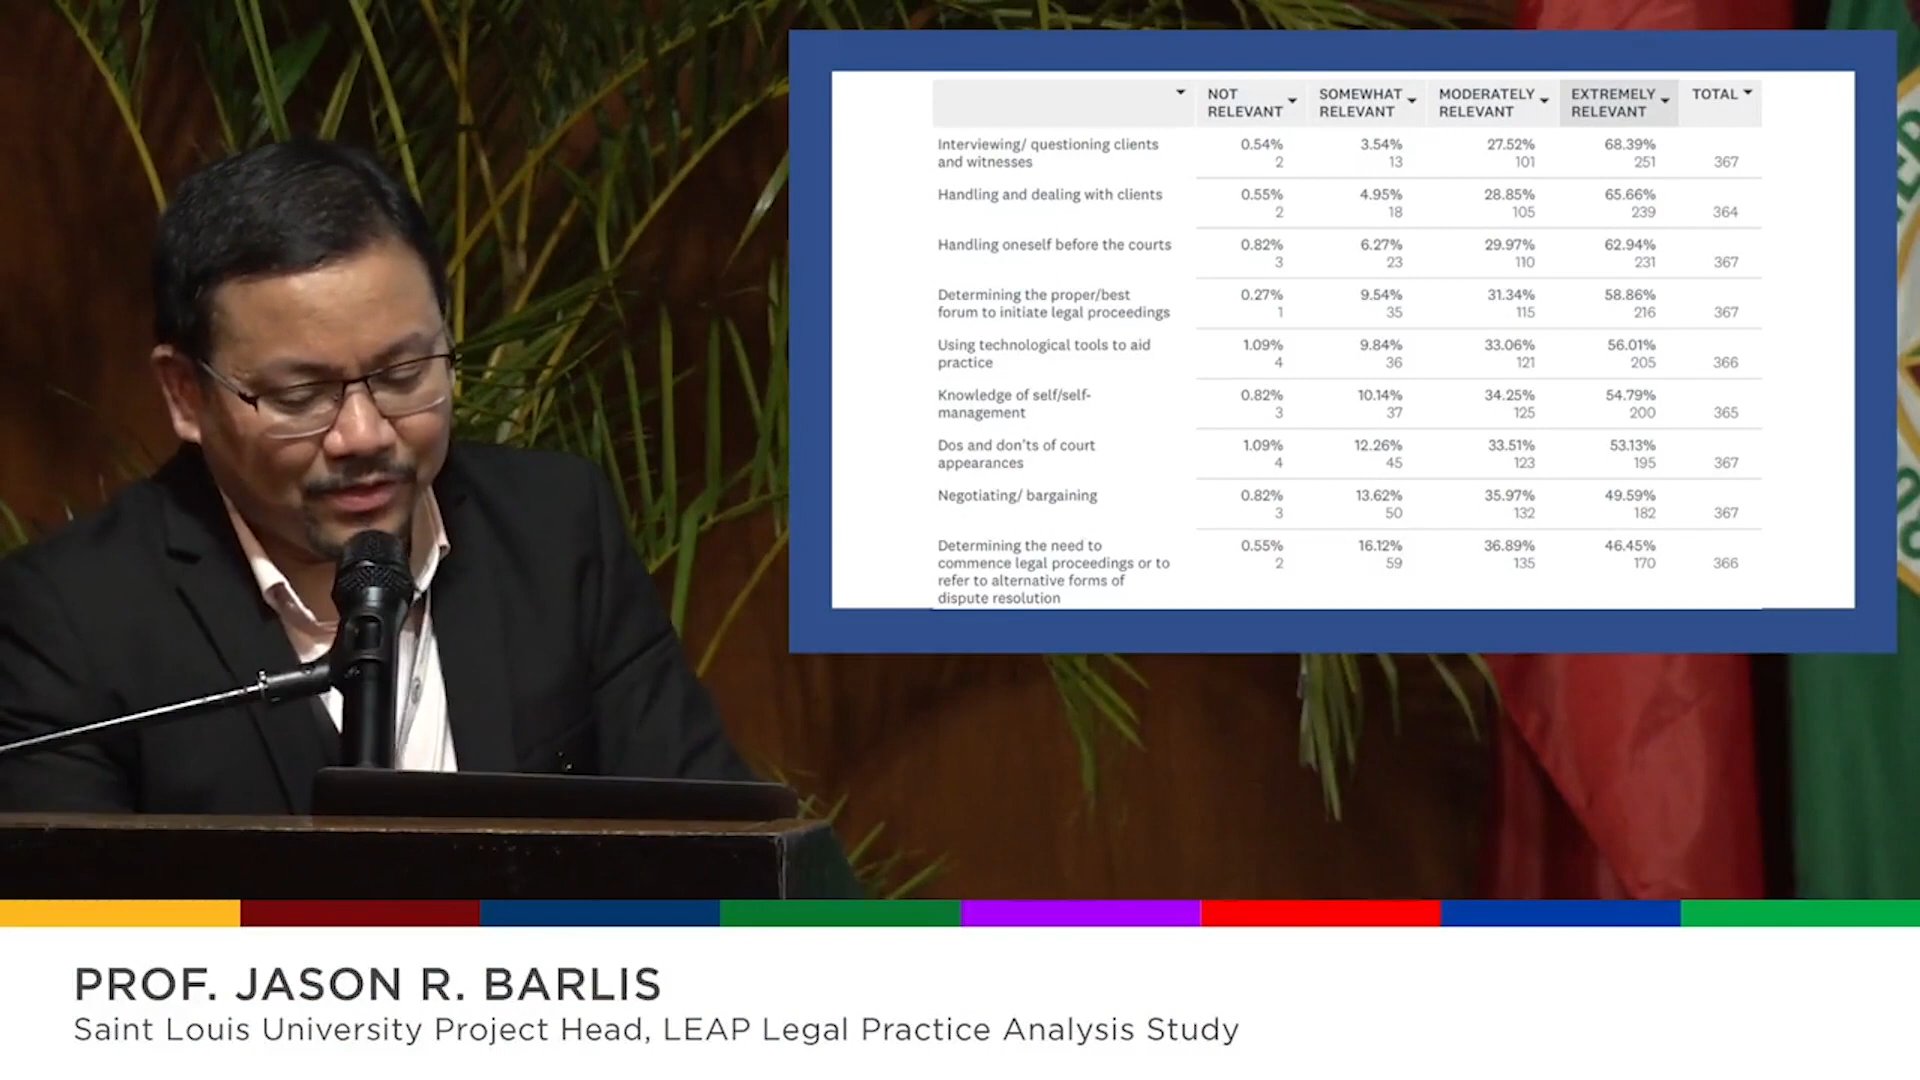 NOT RELEVANT
SOMEWHAT RELEVANT
MODERATELY RELEVANT
EXTREMELY RELEVANT
TOTAL
Interviewing/ questioning clients
and witnesses
0.54% 3.54% 27.52% 68.39%
2 13 101 251 367
Handling and dealing with clients
0.55% 4.95% 28.85% 65.66%
2 18 105 239 364
Handling oneself before the courts
0.82% 6.27% 29.97% 62.94%
3 23 110 231 367
Determining the proper/best
forum to initiate legal proceedings
0.27% 9.54% 31.34% 58.86%
1 35 115 216 367
Using technological tools to aid
practice
1.09% 9.84% 33.06% 56.01%
4 36 121 205 366
Knowledge of self/self-
management
0.82% 10.14% 34.25% 54.79%
3 37 125 200 365
Dos and don'ts of court
appearances
1.09% 12.26% 33.51% 53.13%
4 45 123 195 367
Negotiating/ bargaining
0.82% 13.62% 35.97% 49.59%
3 50 132 182 367
Determining the need to
commence legal proceedings or to
refer to alternative forms of
dispute resolution
0.55% 16.12% 36.89% 46.45%
2 59 135 170 366
PROF. JASON R. BARLIS
Saint Louis University Project Head, LEAP Legal Practice Analysis Study